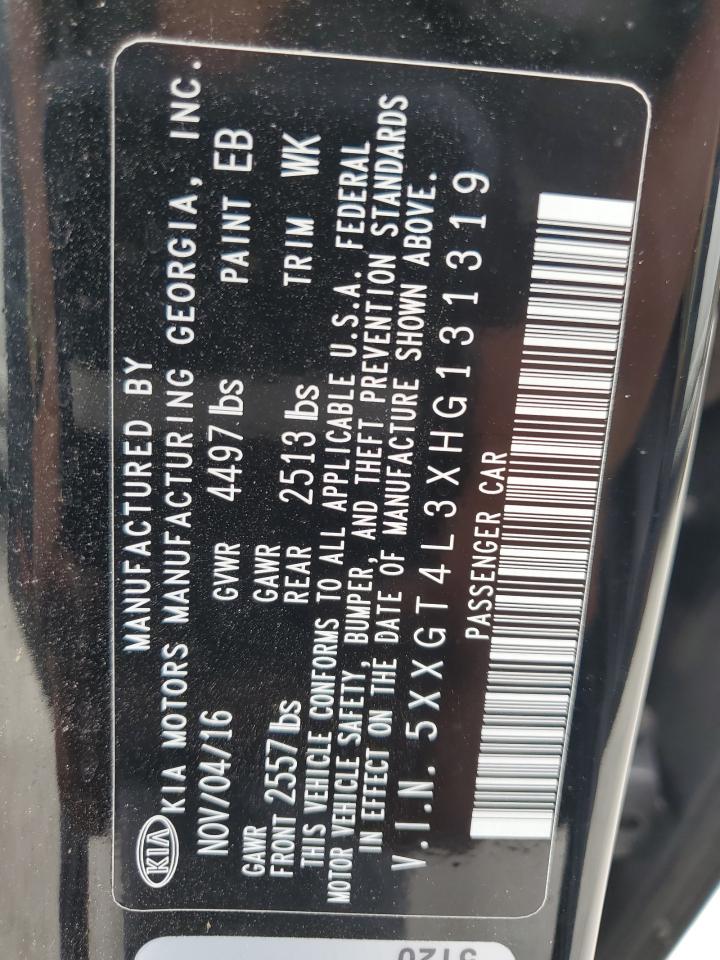 MANUFACTURED BY
KIA KIA MOTORS MANUFACTURING GEORGIA, INC.
NOV/04/16 GVWR 4497 lbs PAINT EB
GAWR GAWR
FRONT 2557 lbs REAR 2513 lbs TRIM WK
THIS VEHICLE CONFORMS TO ALL APPLICABLE U.S.A. FEDERAL
MOTOR VEHICLE SAFETY, BUMPER, AND THEFT PREVENTION STANDARDS
IN EFFECT ON THE DATE OF MANUFACTURE SHOWN ABOVE.
V.I.N. 5XXGT4L3XHG131319
PASSENGER CAR